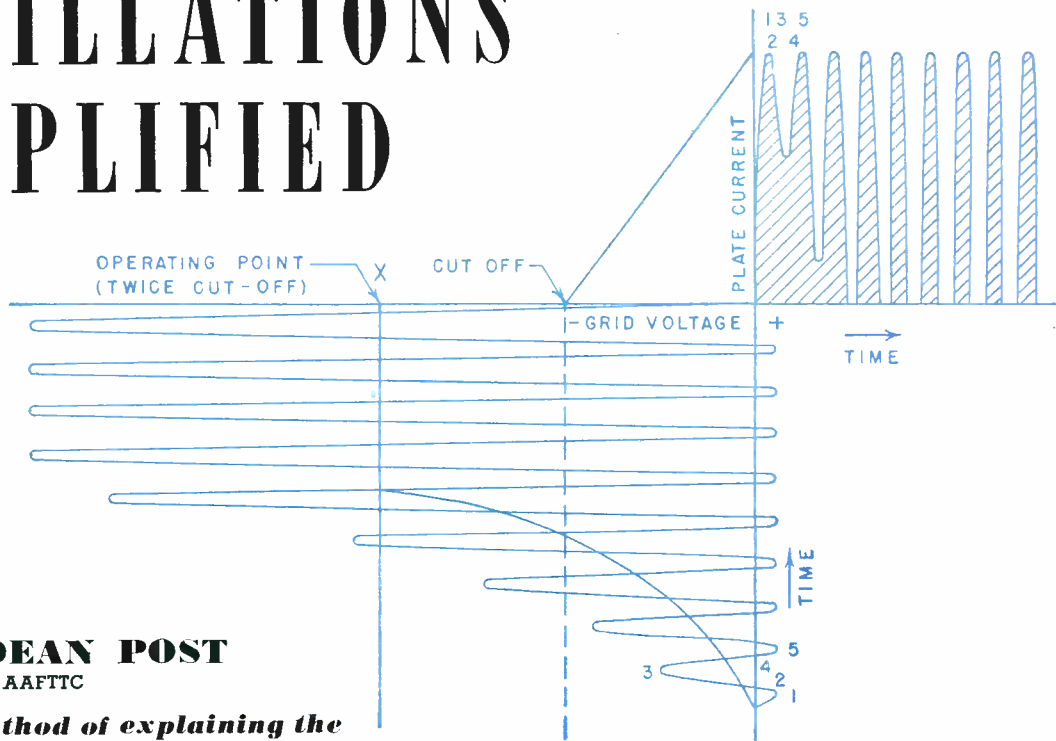 ILLATIONS
PLIFIED
1 3 5
2 4
PLATE CURRENT
OPERATING POINT
(TWICE CUT-OFF)
X
CUT OFF
- GRID VOLTAGE +
TIME
TIME
5
4
3
2
1
DEAN POST
AAFTTC
thod of explaining the